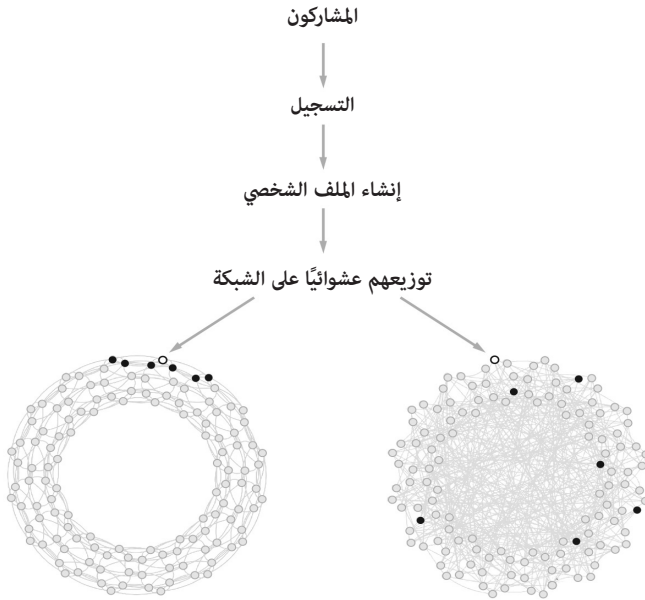 المشاركون
التسجيل
إنشاء الملف الشخصي
توزيعهم عشوائيًا على الشبكة